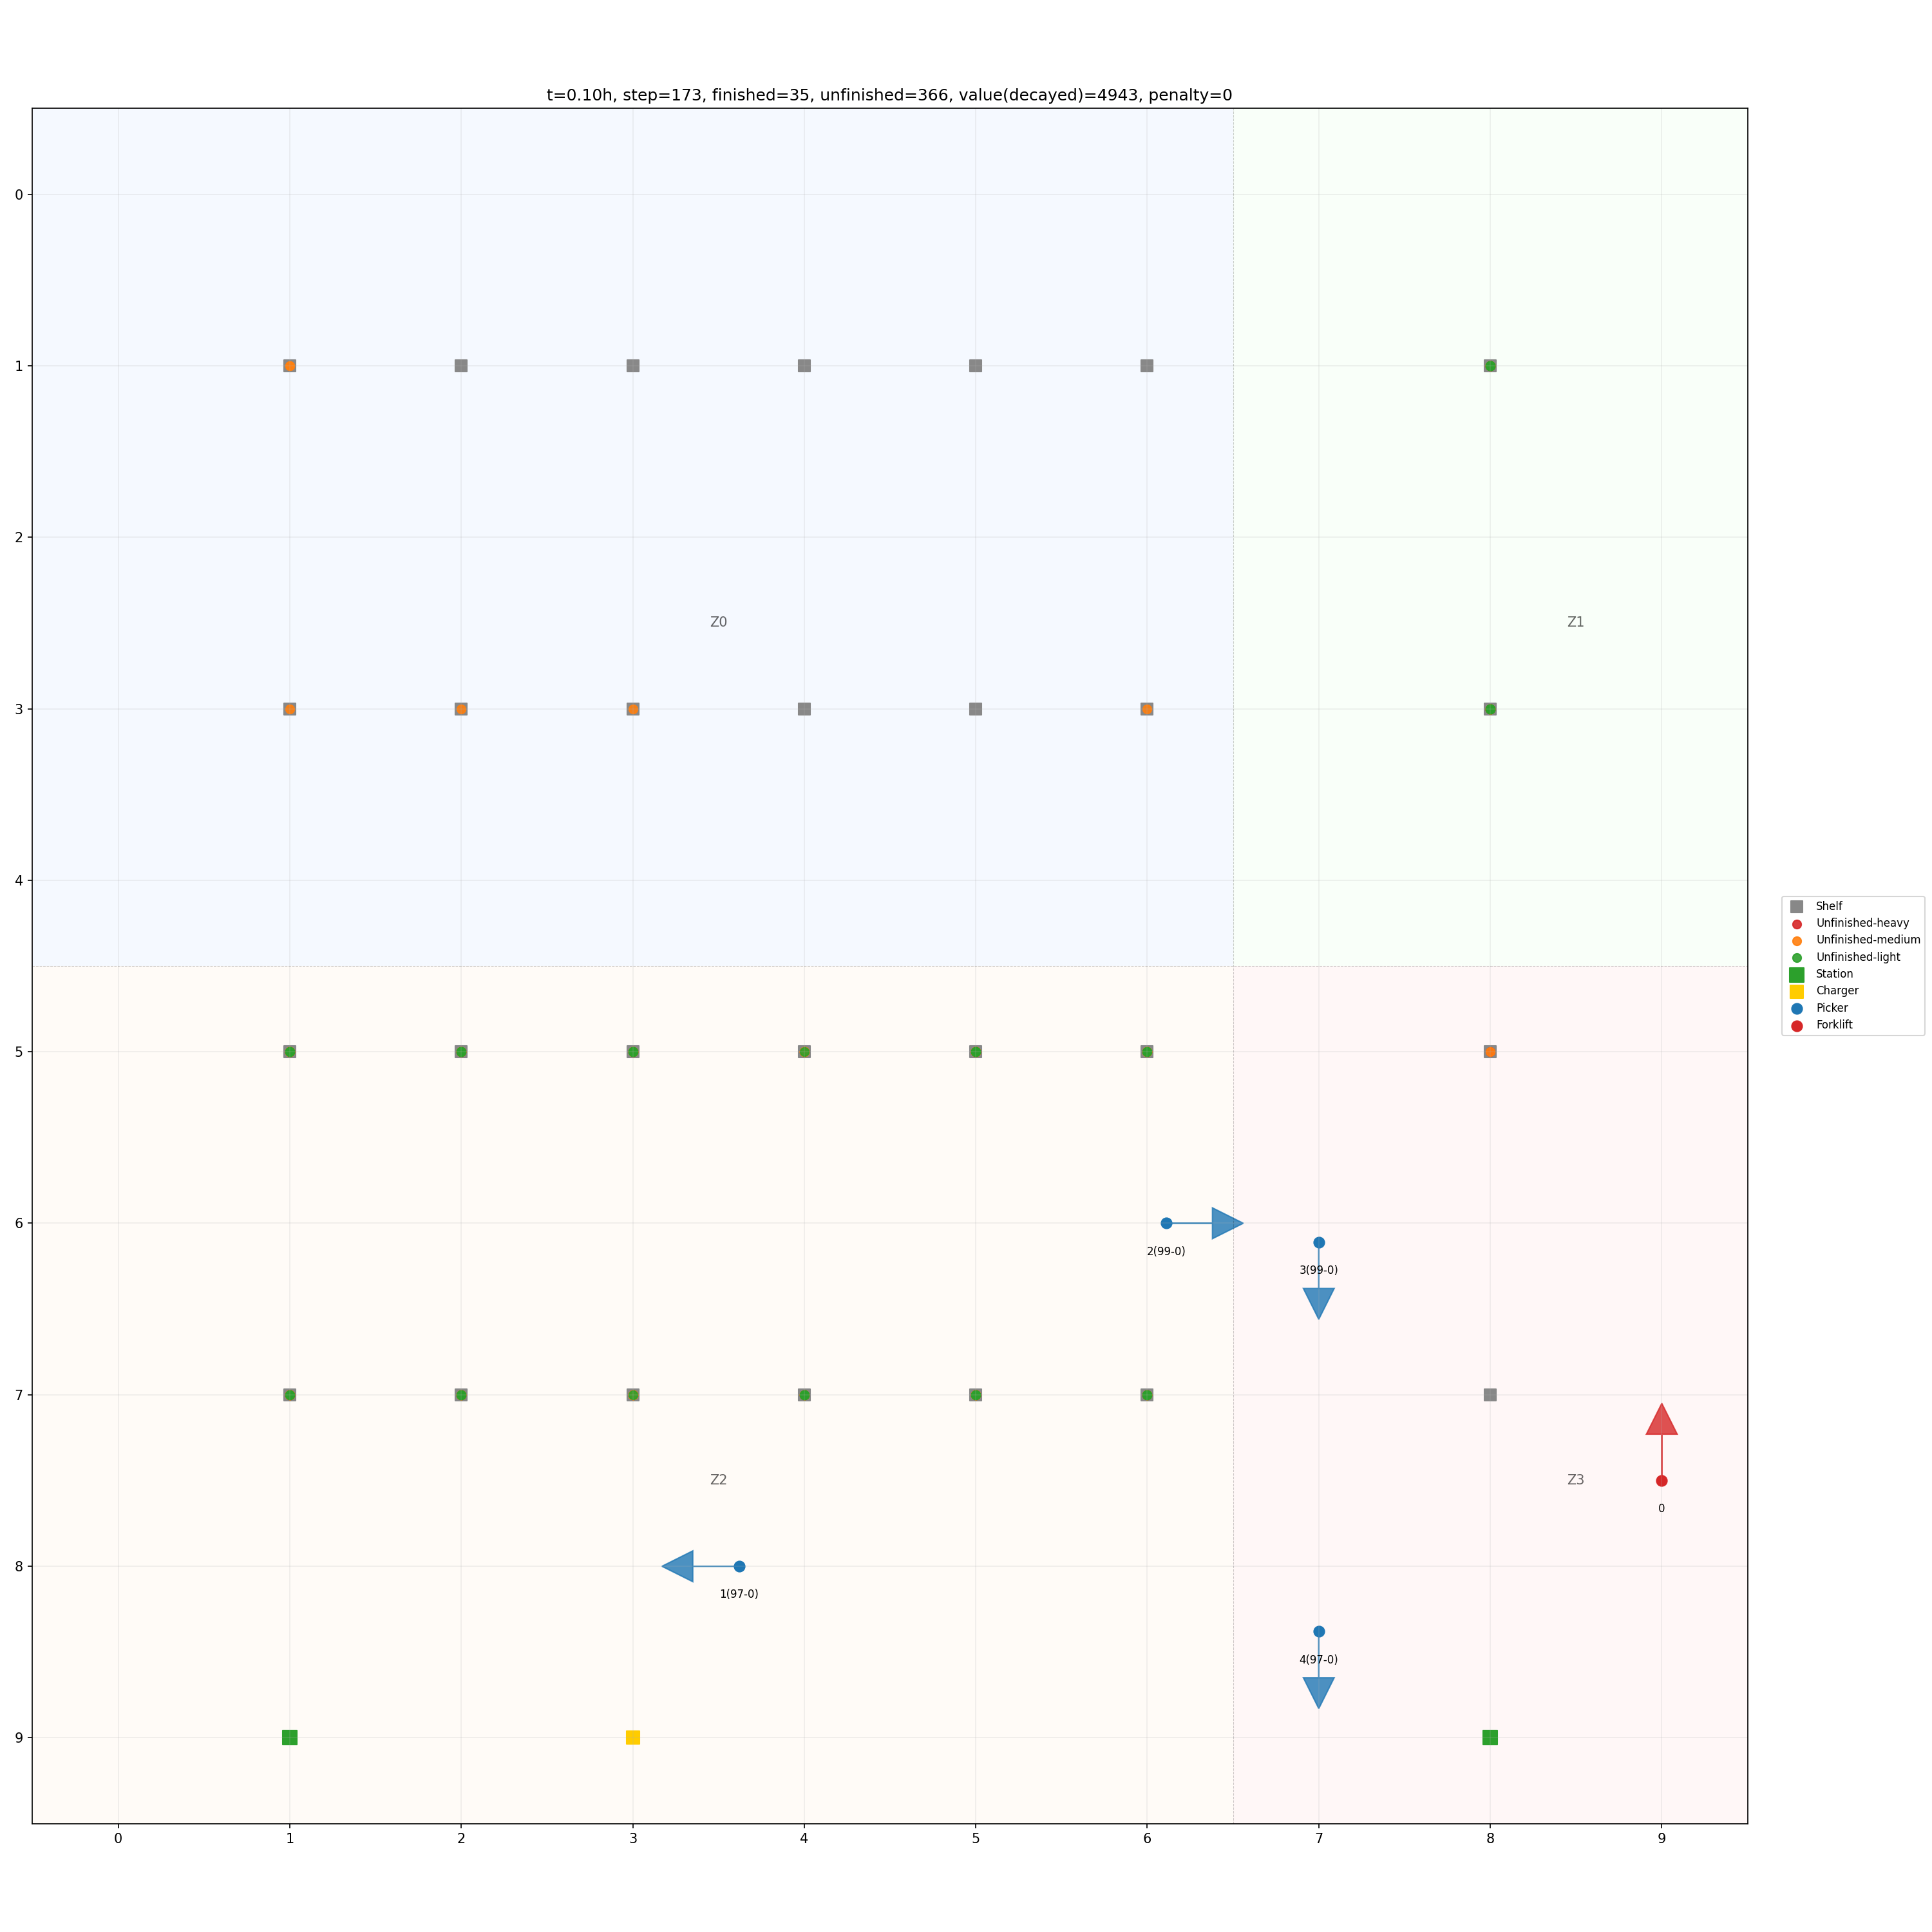 t=0.10h, step=173, finished=35, unfinished=366, value(decayed)=4943, penalty=0
0
1
2
Z0
Z1
3
4
Shelf
Unfinished-heavy
Unfinished-medium
Unfinished-light
Station
Charger
Picker
Forklift
5
6
2(99-0)
3(99-0)
7
Z2
Z3
0
8
1(97-0)
4(97-0)
9
0 1 2 3 4 5 6 7 8 9